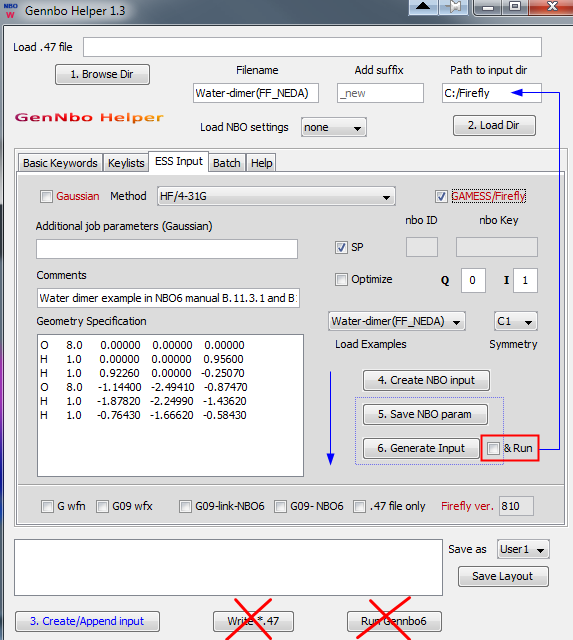 NBO
W
Gennbo Helper 1.3
Load .47 file
1. Browse Dir
Filename
Add suffix
Path to input dir
Water-dimer(FF_NEDA)
_new
C:/Firefly
GenNbo Helper
Load NBO settings
none
2. Load Dir
Basic Keywords
Keylists
ESS Input
Batch
Help
Gaussian
Method
HF/4-31G
GAMESS/Firefly
nbo ID
nbo Key
Additional job parameters (Gaussian)
SP
Comments
Optimize
Q
0
I
1
Water dimer example in NBO6 manual B.11.3.1 and B
Geometry Specification
Water-dimer(FF_NEDA)
C1
Load Examples
Symmetry
O 8.0 0.00000 0.00000 0.00000
H 1.0 0.00000 0.00000 0.95600
H 1.0 0.92260 0.00000 -0.25070
O 8.0 -1.14400 -2.49410 -0.87470
H 1.0 -1.87820 -2.24990 -1.43620
H 1.0 -0.76430 -1.66620 -0.58430
4. Create NBO input
5. Save NBO param
6. Generate Input
& Run
G wfn
G09 wfx
G09-link-NBO6
G09- NBO6
.47 file only
Firefly ver.
810
Save as
User1
Save Layout
3. Create/Append input
Write *.47
Run Gennbo6